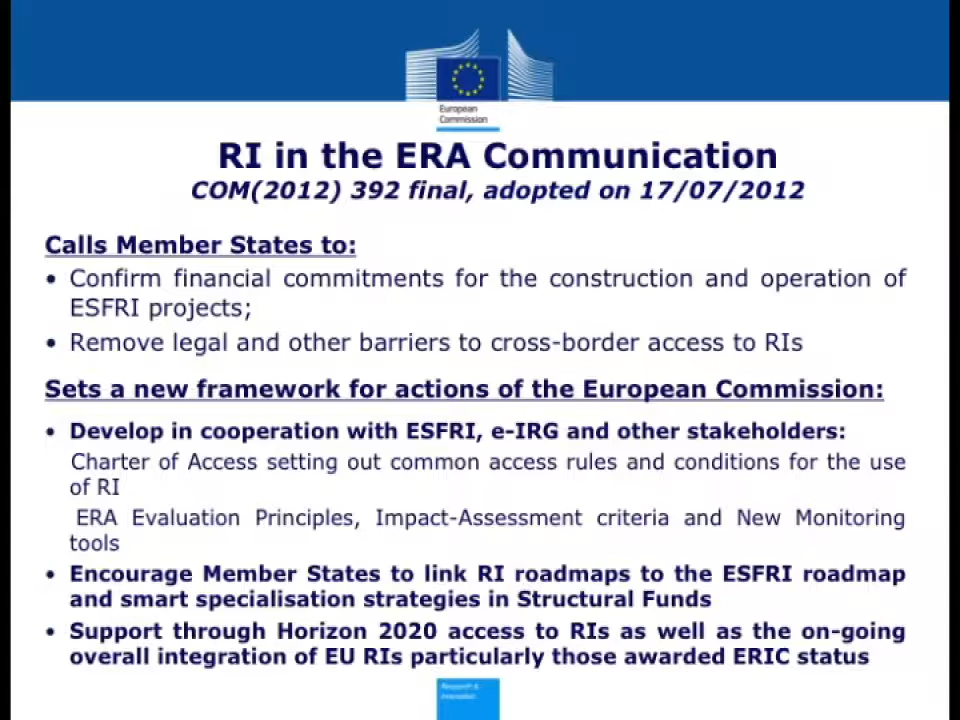 European
Commission
RI in the ERA Communication
COM(2012) 392 final, adopted on 17/07/2012
Calls Member States to:
• Confirm financial commitments for the construction and operation of
ESFRI projects;
• Remove legal and other barriers to cross-border access to RIs
Sets a new framework for actions of the European Commission:
• Develop in cooperation with ESFRI, e-IRG and other stakeholders:
Charter of Access setting out common access rules and conditions for the use
of RI
ERA Evaluation Principles, Impact-Assessment criteria and New Monitoring
tools
• Encourage Member States to link RI roadmaps to the ESFRI roadmap
and smart specialisation strategies in Structural Funds
• Support through Horizon 2020 access to RIs as well as the on-going
overall integration of EU RIs particularly those awarded ERIC status
Research &
Innovation